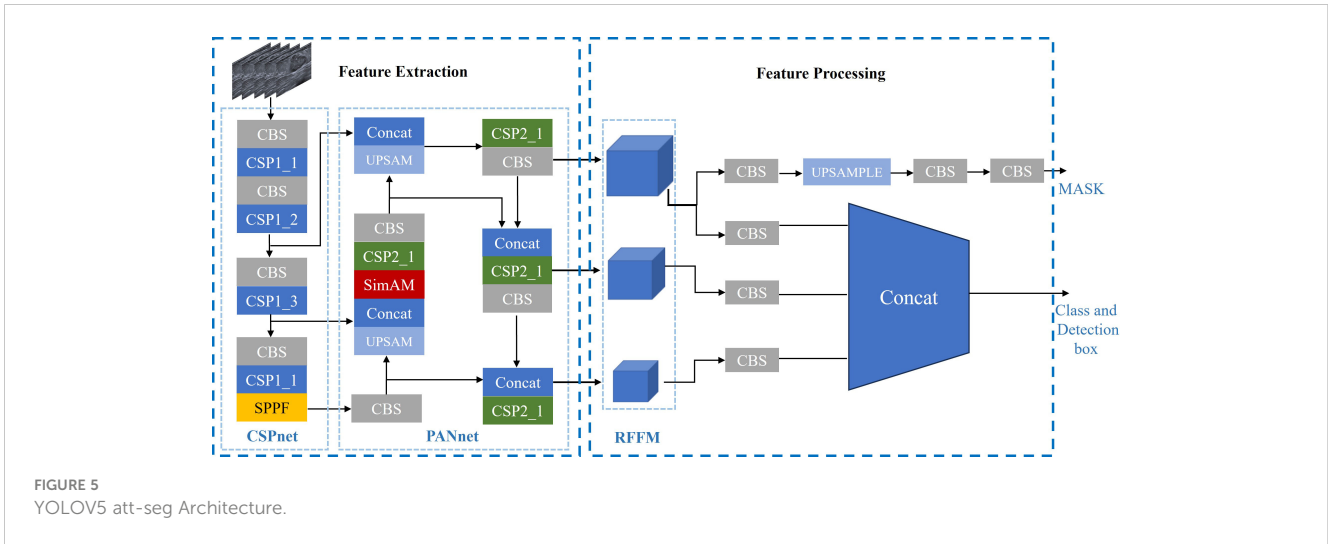 Feature Extraction
CBS
CSP1_1
CBS
CSP1_2
CBS
CSP1_3
CBS
CSP1_1
SPPF
CSPnet
Concat
UPSAM
CBS
CSP2_1
SimAM
Concat
UPSAM
CBS
CSP2_1
CBS
Concat
CSP2_1
CBS
Concat
CSP2_1
PANnet
Feature Processing
RFFM
CBS
UPSAMPLE
CBS
CBS
MASK
CBS
CBS
CBS
Concat
Class and
Detection
box
FIGURE 5
YOLOV5 att-seg Architecture.